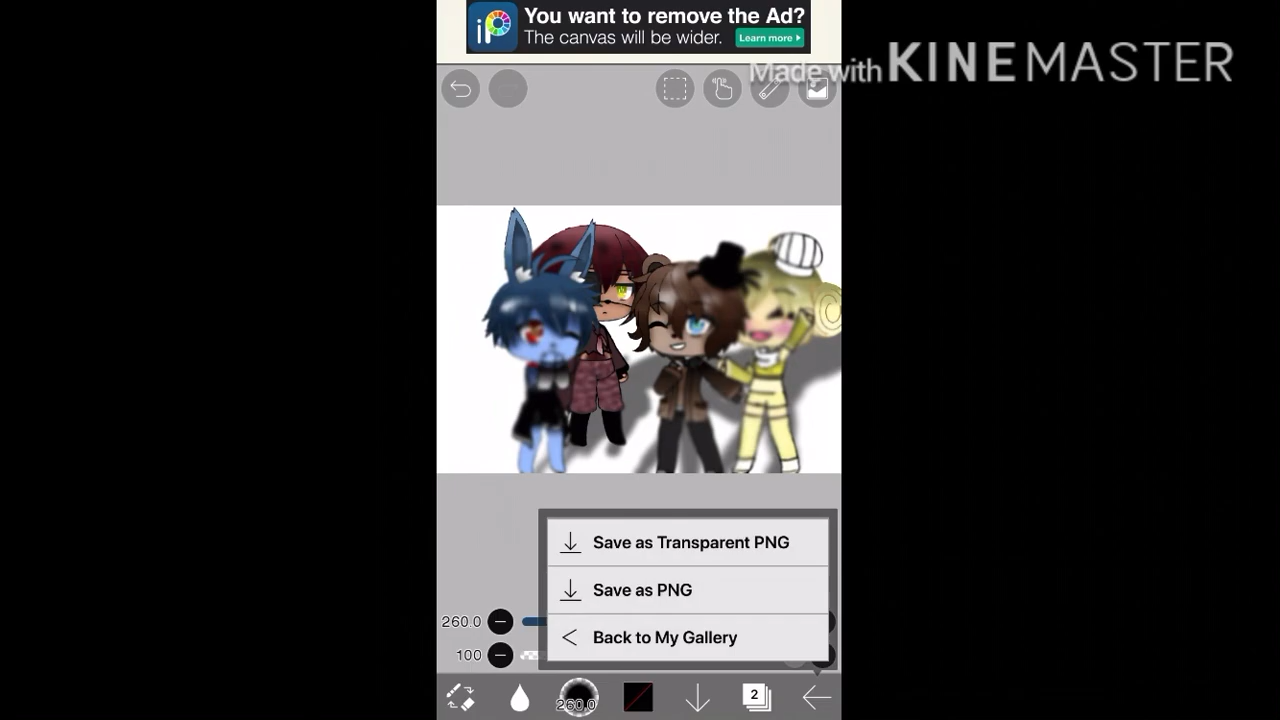 iP
You want to remove the Ad?
The canvas will be wider.
Learn more
Made with KINEMASTER
Save as Transparent PNG
Save as PNG
260.0
Back to My Gallery
100
260.0
2